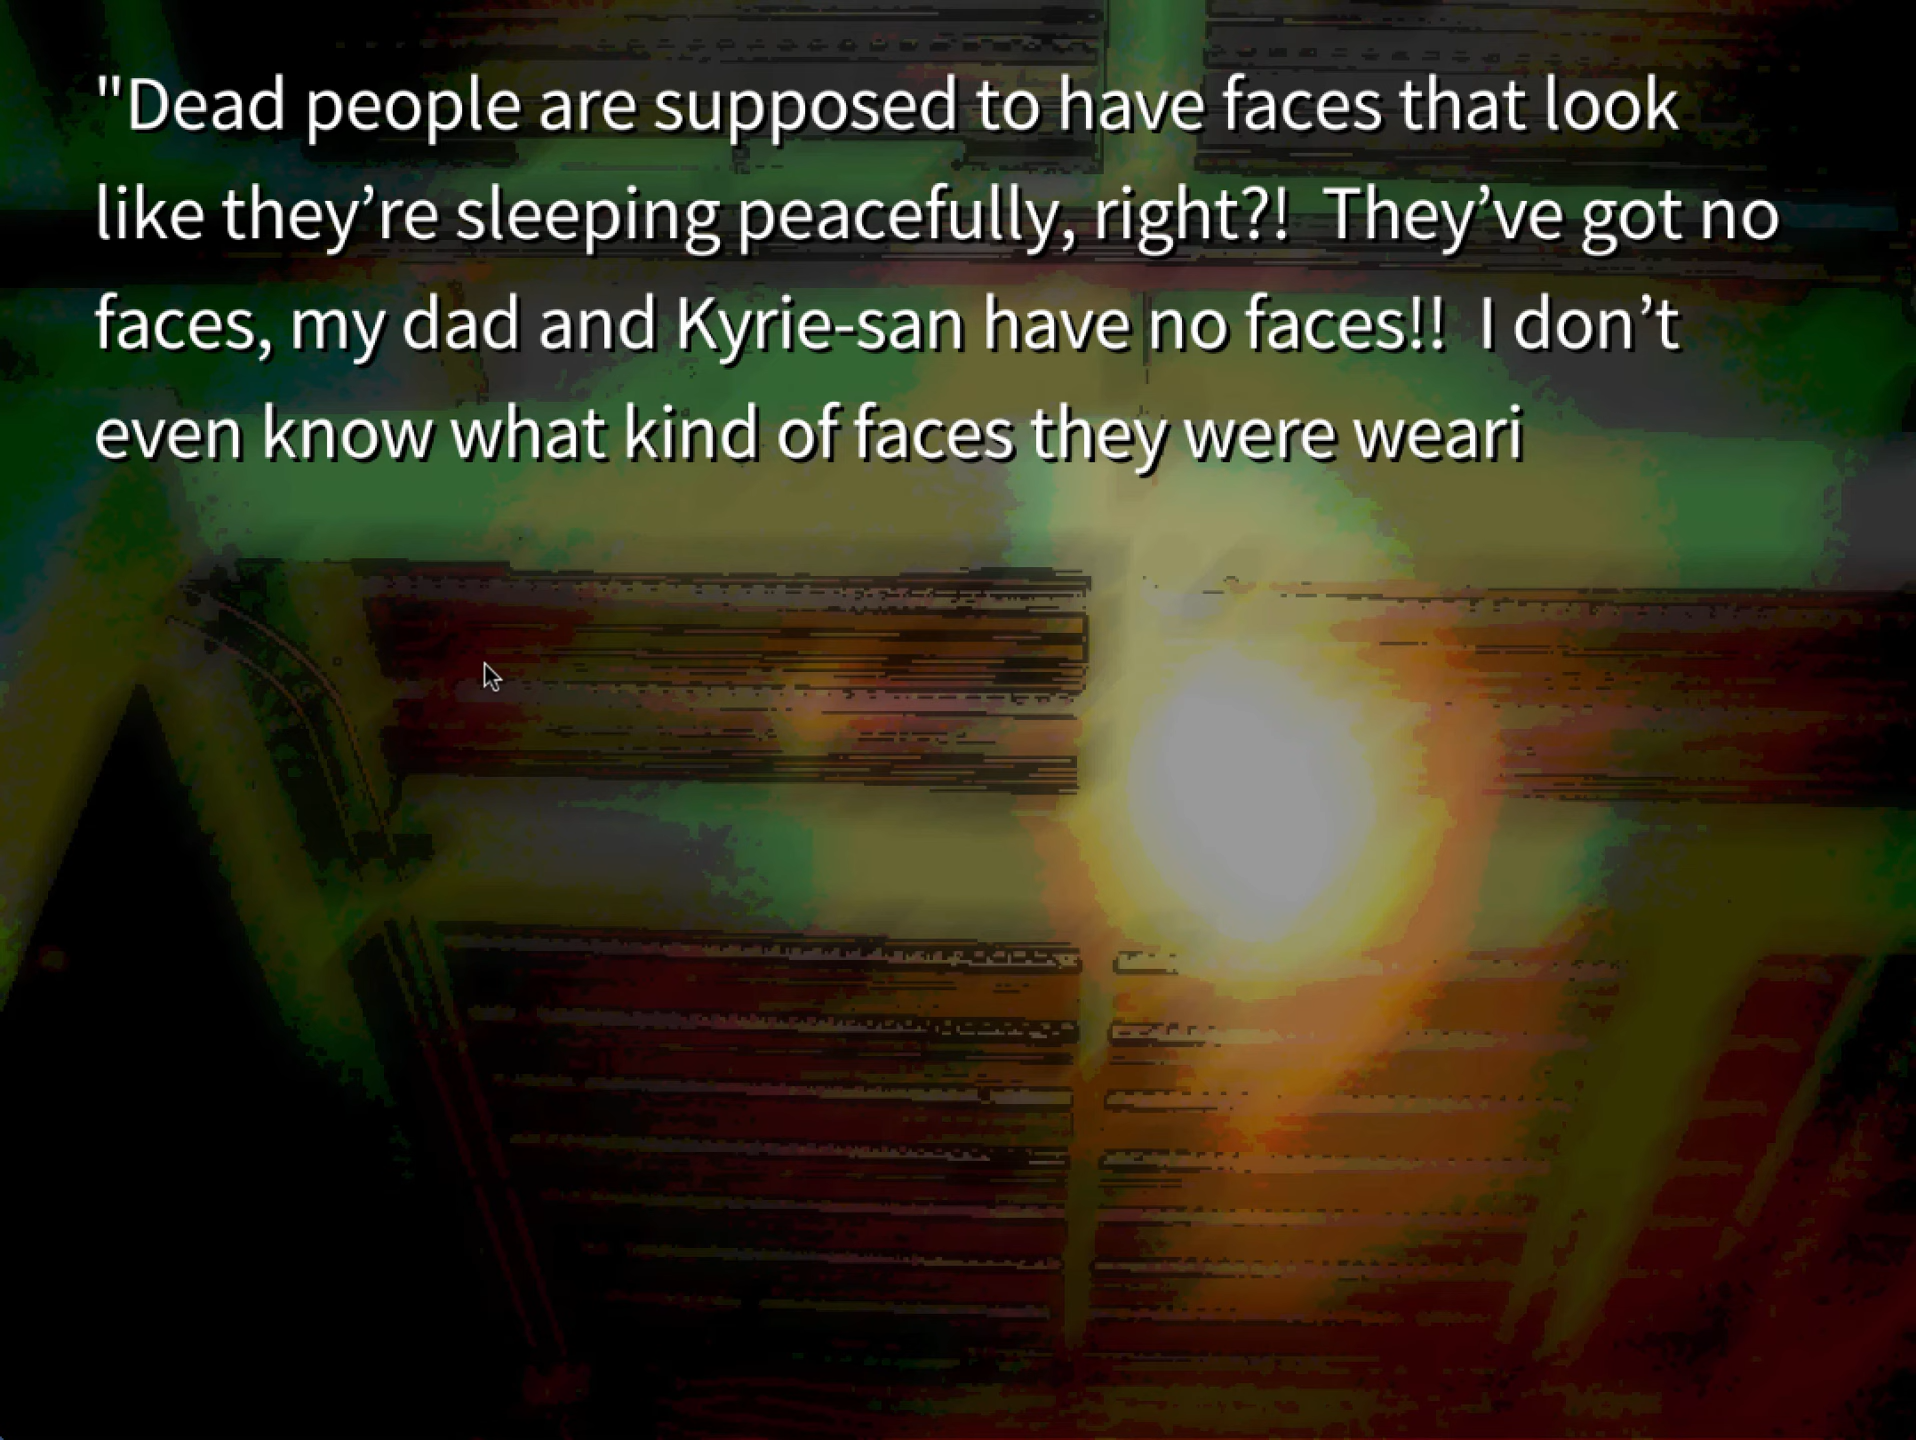 "Dead people are supposed to have faces that look
like they’re sleeping peacefully, right?!  They’ve got no
faces, my dad and Kyrie-san have no faces!!  I don’t
even know what kind of faces they were weari